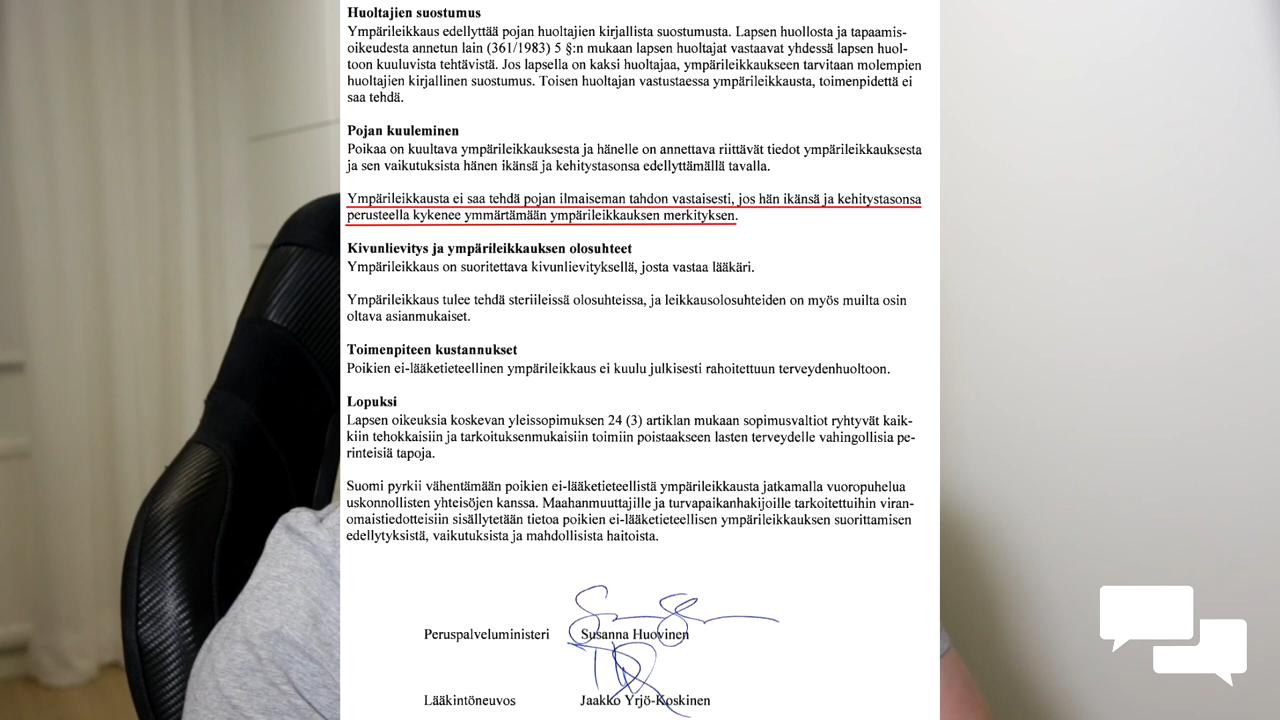 Huoltajien suostumus
Ympärileikkaus edellyttää pojan huoltajien kirjallista suostumusta. Lapsen huollosta ja tapaamis-
oikeudesta annetun lain (361/1983) 5 §:n mukaan lapsen huoltajat vastaavat yhdessä lapsen huol-
toon kuuluvista tehtävistä. Jos lapsella on kaksi huoltajaa, ympärileikkaukseen tarvitaan molempien
huoltajien kirjallinen suostumus. Toisen huoltajan vastustaessa ympärileikkausta, toimenpidettä ei
saa tehdä.
Pojan kuuleminen
Poikaa on kuultava ympärileikkauksesta ja hänelle on annettava riittävät tiedot ympärileikkauksesta
ja sen vaikutuksista hänen ikänsä ja kehitystasonsa edellyttämällä tavalla.
Ympärileikkausta ei saa tehdä pojan ilmaiseman tahdon vastaisesti, jos hän ikänsä ja kehitystasonsa
perusteella kykenee ymmärtämään ympärileikkauksen merkityksen.
Kivunlievitys ja ympärileikkauksen olosuhteet
Ympärileikkaus on suoritettava kivunlievityksellä, josta vastaa lääkäri.
Ympärileikkaus tulee tehdä steriileissä olosuhteissa, ja leikkausolosuhteiden on myös muilta osin
oltava asianmukaiset.
Toimenpiteen kustannukset
Poikien ei-lääketieteellinen ympärileikkaus ei kuulu julkisesti rahoitettuun terveydenhuoltoon.
Lopuksi
Lapsen oikeuksia koskevan yleissopimuksen 24 (3) artiklan mukaan sopimusvaltiot ryhtyvät kaik-
kiin tehokkaisiin ja tarkoituksenmukaisiin toimiin poistaakseen lasten terveydelle vahingollisia pe-
rinteisiä tapoja.
Suomi pyrkii vähentämään poikien ei-lääketieteellistä ympärileikkausta jatkamalla vuoropuhelua
uskonnollisten yhteisöjen kanssa. Maahanmuuttajille ja turvapaikanhakijoille tarkoitettuihin viran-
omaistiedotteisiin sisällytetään tietoa poikien ei-lääketieteellisen ympärileikkauksen suorittamisen
edellytyksistä, vaikutuksista ja mahdollisista haitoista.
Peruspalveluministeri Susanna Huovinen
Lääkintöneuvos Jaakko Yrjö-Koskinen